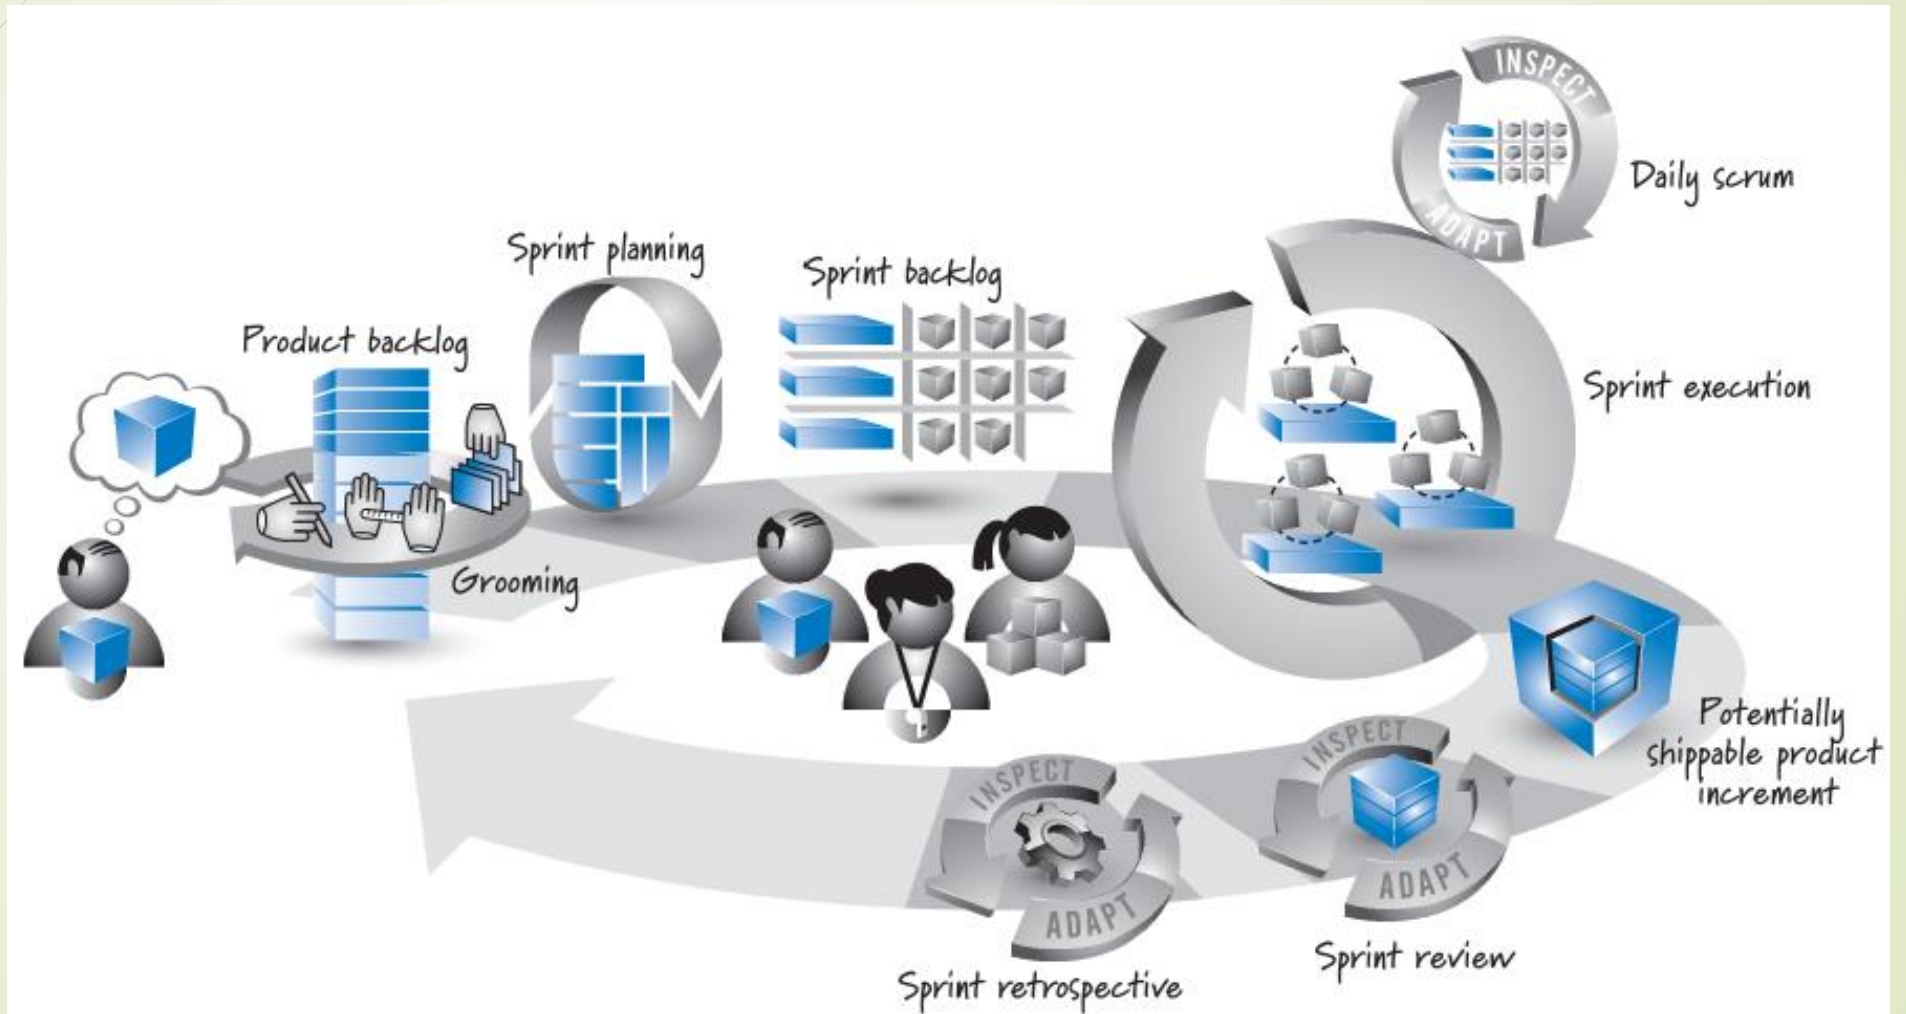 INSPECT
ADAPT
Daily scrum
Sprint planning
Sprint backlog
Product backlog
Sprint execution
Grooming
Potentially
shippable product
increment
INSPECT
ADAPT
Sprint review
INSPECT
ADAPT
Sprint retrospective